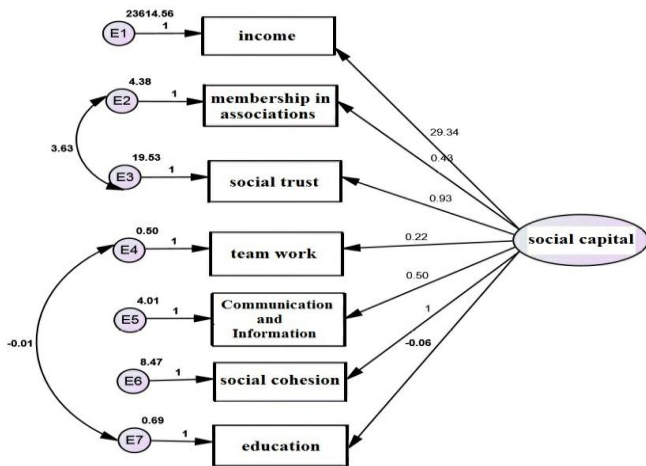 23614.56
E1
1
income
4.38
E2
1
membership in
associations
29.34
0.43
3.63
19.53
E3
1
social trust
0.93
0.50
E4
1
team work
0.22
social capital
4.01
E5
1
Communication
and
Information
0.50
-0.01
8.47
E6
1
social cohesion
1
-0.06
0.69
E7
1
education